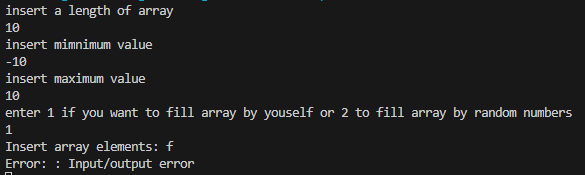 insert a length of array
10
insert mimnimum value
-10
insert maximum value
10
enter 1 if you want to fill array by youself or 2 to fill array by random numbers
1
Insert array elements: f
Error: : Input/output error